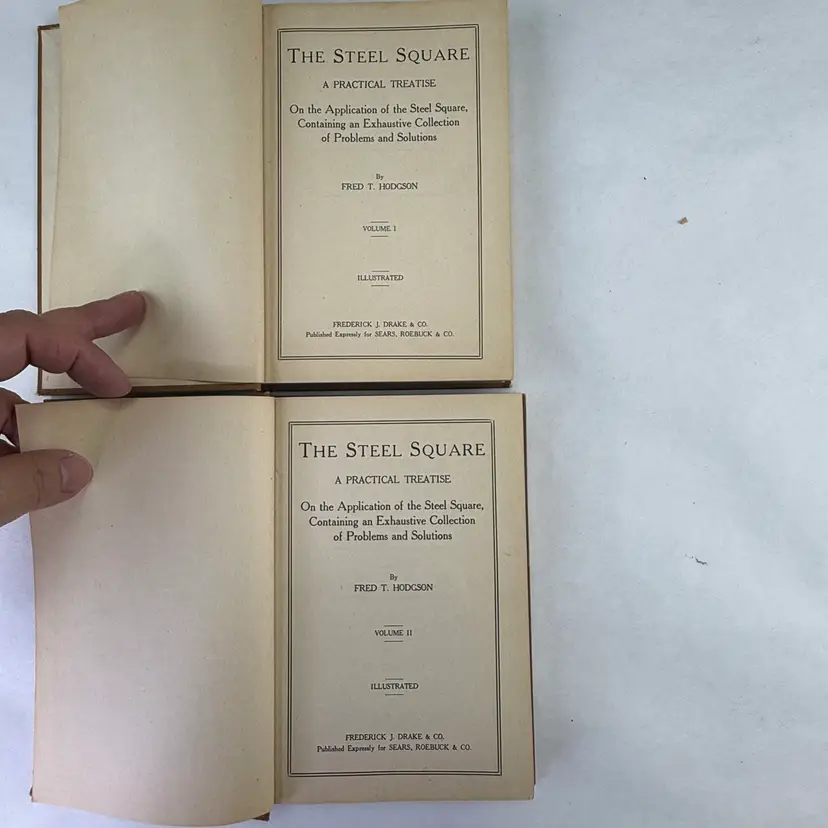 The Steel Square
A PRACTICAL TREATISE
On the Application of the Steel Square,
Containing an Exhaustive Collection
of Problems and Solutions
By
FRED T. HODGSON
VOLUME I
ILLUSTRATED
FREDERICK J. DRAKE & CO.
Published Expressly for SEARS, ROEBUCK & CO.
The Steel Square
A PRACTICAL TREATISE
On the Application of the Steel Square,
Containing an Exhaustive Collection
of Problems and Solutions
By
FRED T. HODGSON
VOLUME II
ILLUSTRATED
FREDERICK J. DRAKE & CO.
Published Expressly for SEARS, ROEBUCK & CO.